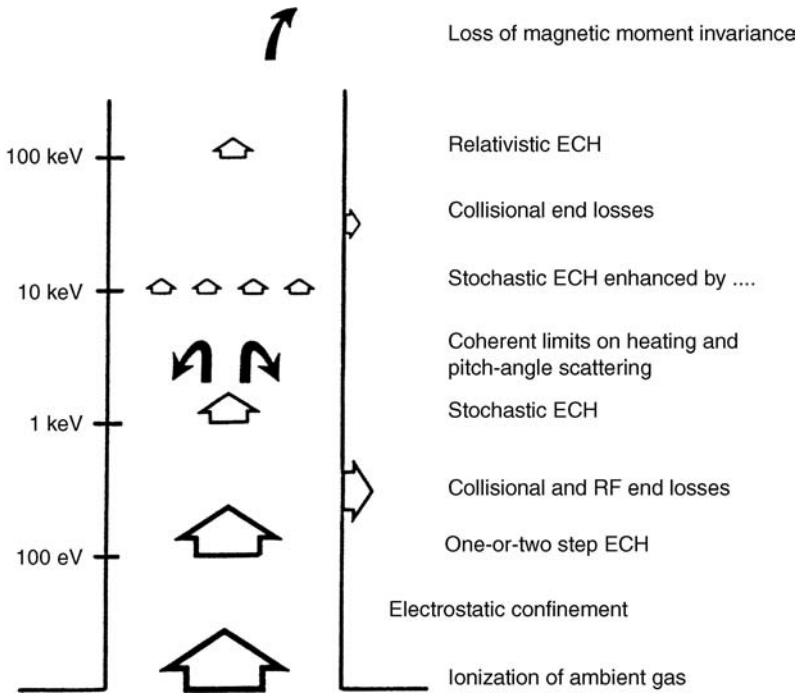 Loss of magnetic moment invariance
100 keV
Relativistic ECH
Collisional end losses
10 keV
Stochastic ECH enhanced by ....
Coherent limits on heating and
pitch-angle scattering
Stochastic ECH
1 keV
Collisional and RF end losses
One-or-two step ECH
100 eV
Electrostatic confinement
Ionization of ambient gas